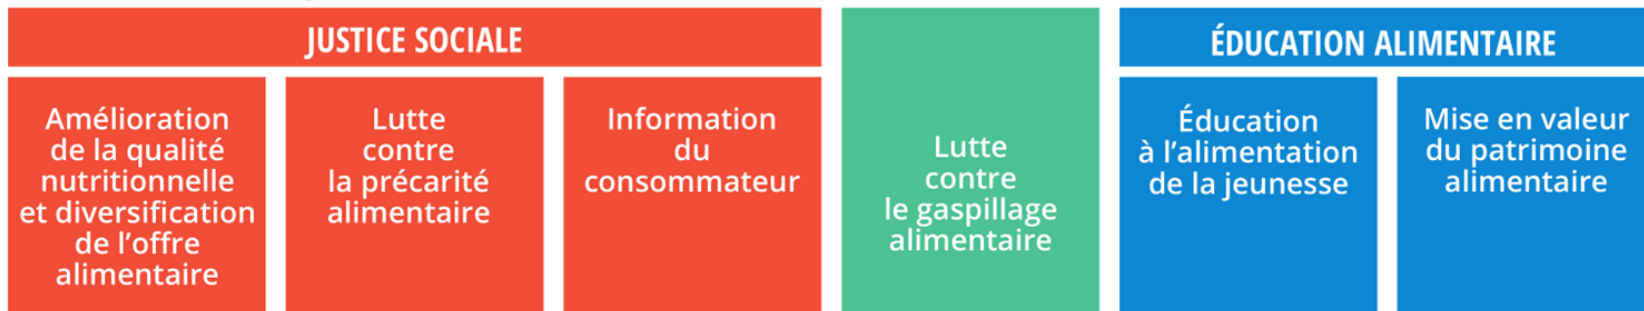 JUSTICE SOCIALE
Amélioration
de la qualité
nutritionnelle
et diversification
de l'offre
alimentaire
Lutte
contre
la précarité
alimentaire
Information
du
consommateur
Lutte
contre
le gaspillage
alimentaire
ÉDUCATION ALIMENTAIRE
Éducation
à l'alimentation
de la jeunesse
Mise en valeur
du patrimoine
alimentaire